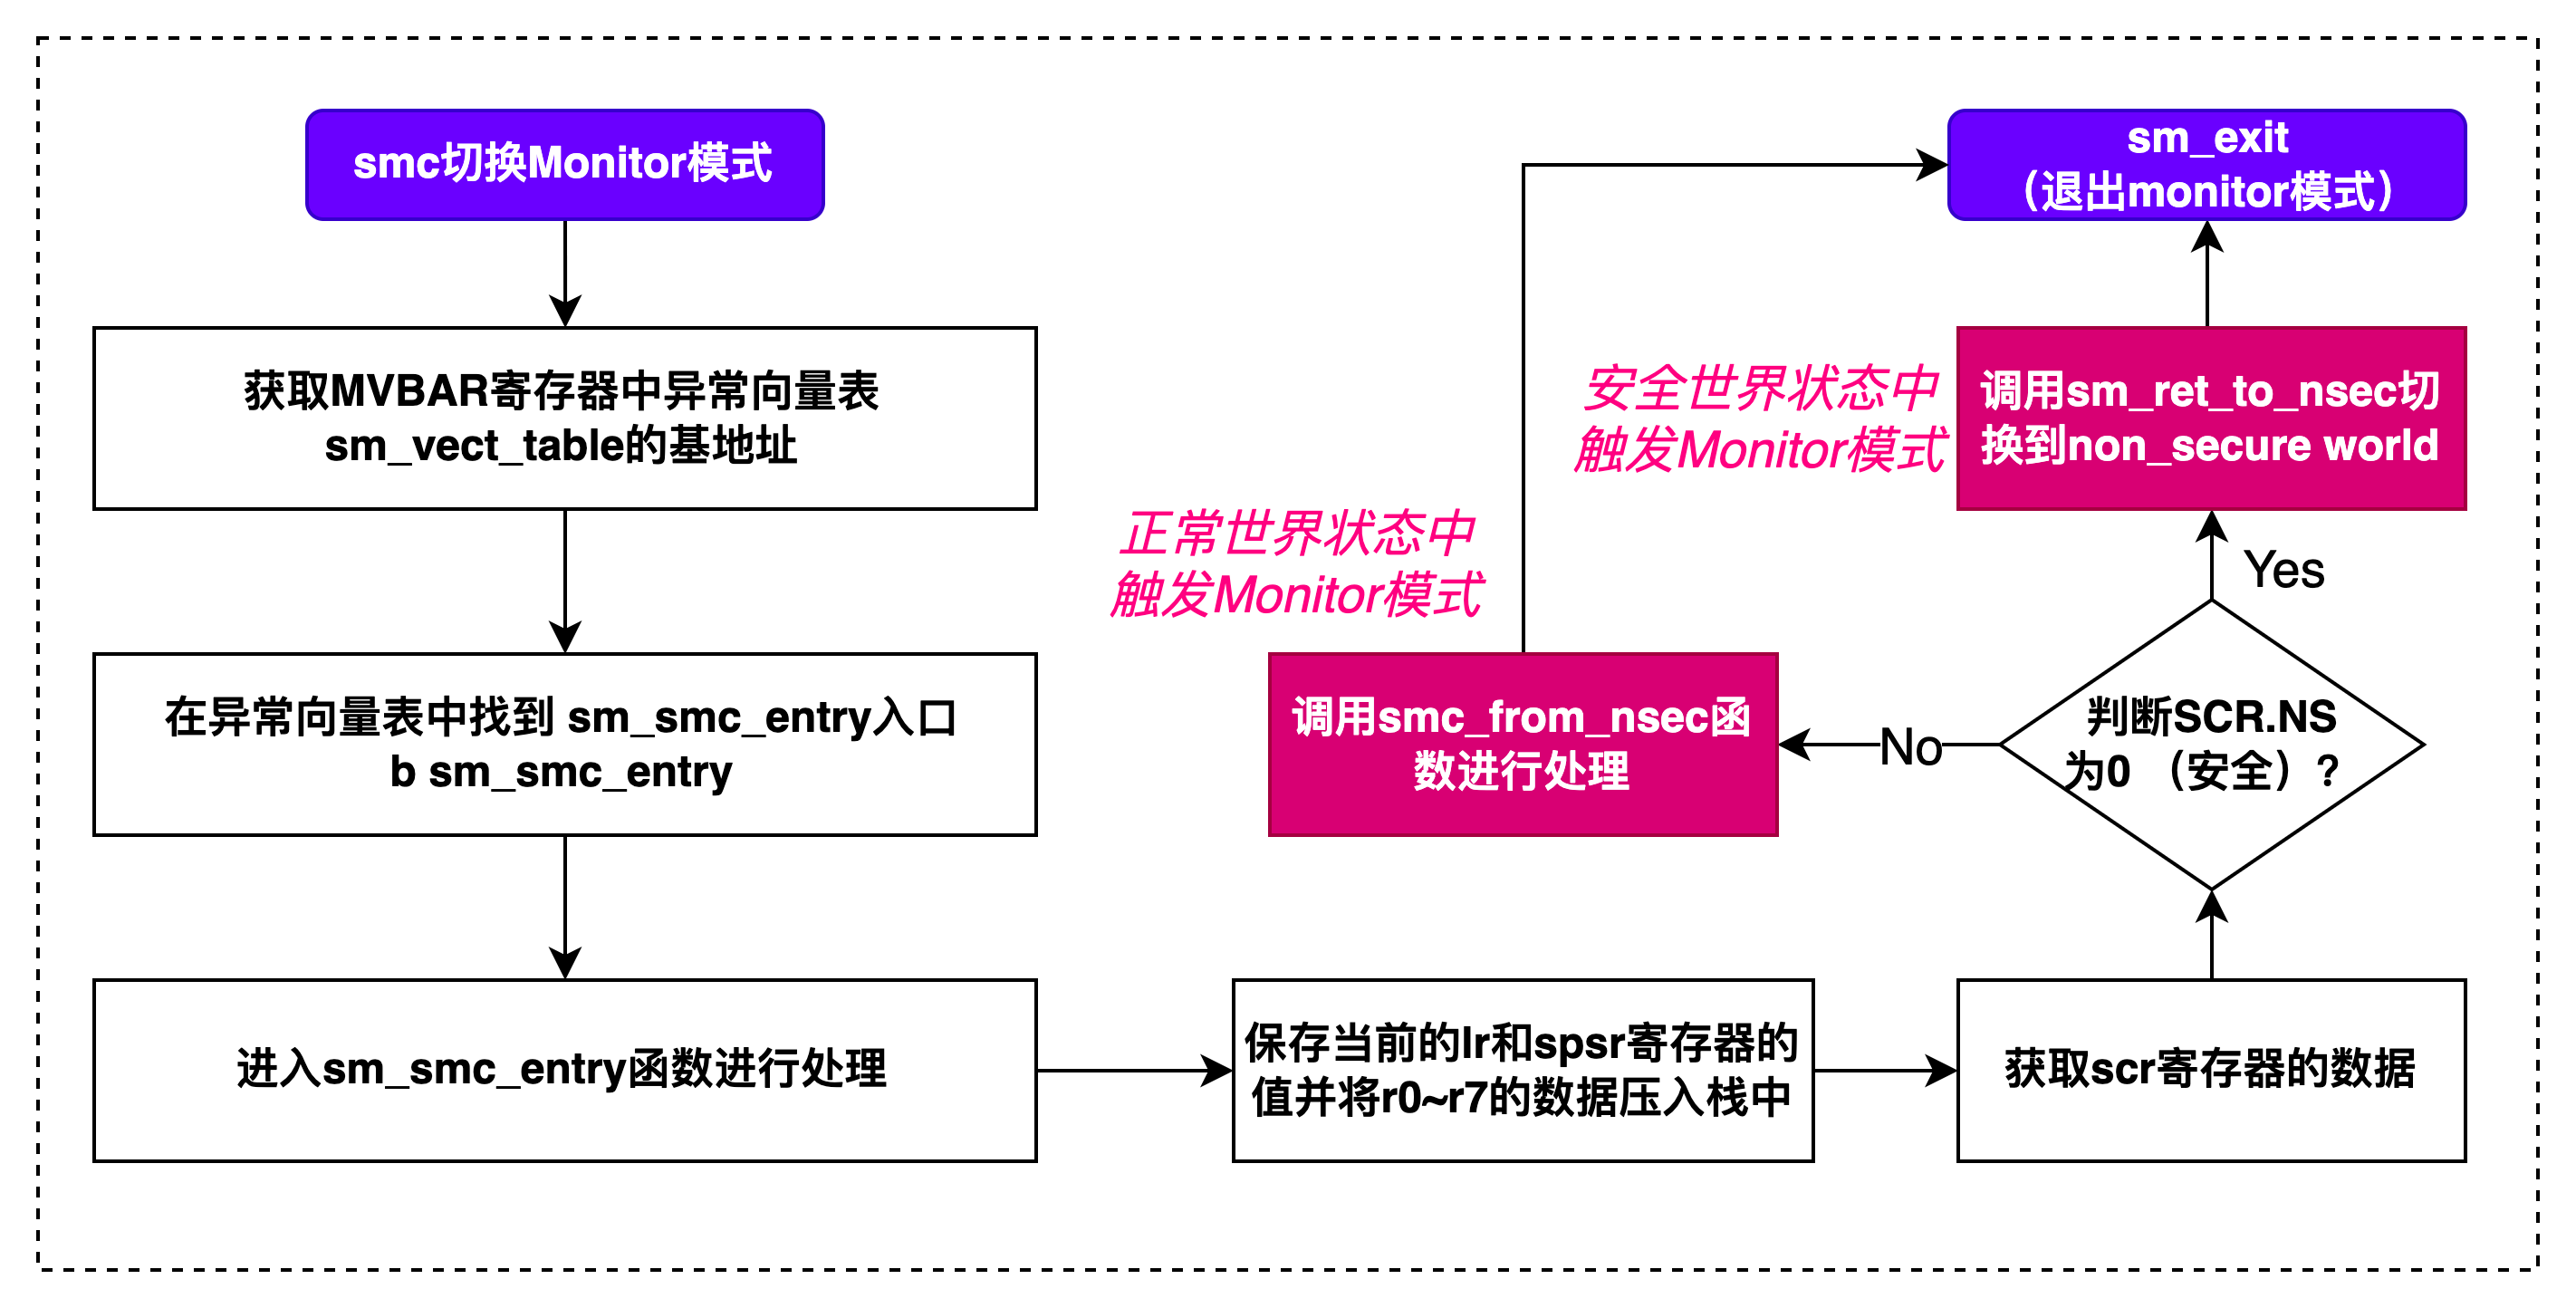 smc切换Monitor模式
获取MVBAR寄存器中异常向量表
sm_vect_table的基地址
在异常向量表中找到 sm_smc_entry入口
b sm_smc_entry
进入sm_smc_entry函数进行处理
保存当前的lr和spsr寄存器的
值并将r0~r7的数据压入栈中
获取scr寄存器的数据
判断SCR.NS
为0 （安全）？
No
Yes
调用smc_from_nsec函
数进行处理
正常世界状态中
触发Monitor模式
安全世界状态中
触发Monitor模式
调用sm_ret_to_nsec切
换到non_secure world
sm_exit
（退出monitor模式）